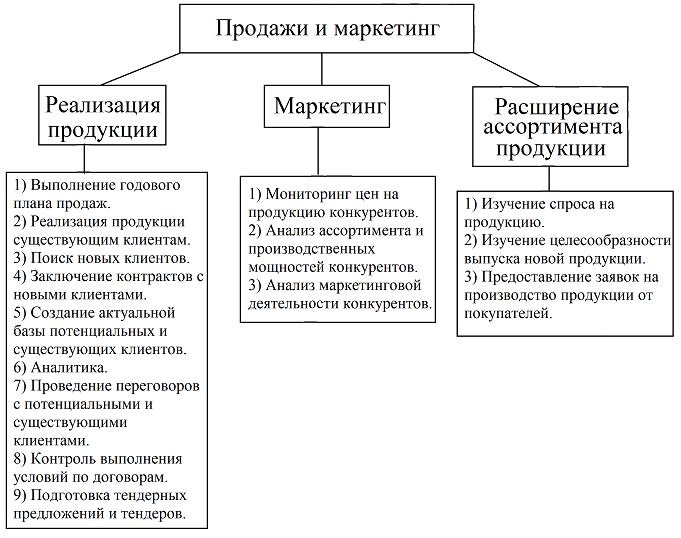 Продажи и маркетинг
Реализация
продукции
Маркетинг
Расширение
ассортимента
продукции
1) Выполнение годового
плана продаж.
2) Реализация продукции
существующим клиентам.
3) Поиск новых клиентов.
4) Заключение контрактов с
новыми клиентами.
5) Создание актуальной
базы потенциальных и
существующих клиентов.
6) Аналитика.
7) Проведение переговоров
с потенциальными и
существующими
клиентами.
8) Контроль выполнения
условий по договорам.
9) Подготовка тендерных
предложений и тендеров.
1) Мониторинг цен на
продукцию конкурентов.
2) Анализ ассортимента и
производственных
мощностей конкурентов.
3) Анализ маркетинговой
деятельности конкурентов.
1) Изучение спроса на
продукцию.
2) Изучение целесообразности
выпуска новой продукции.
3) Предоставление заявок на
производство продукции от
покупателей.